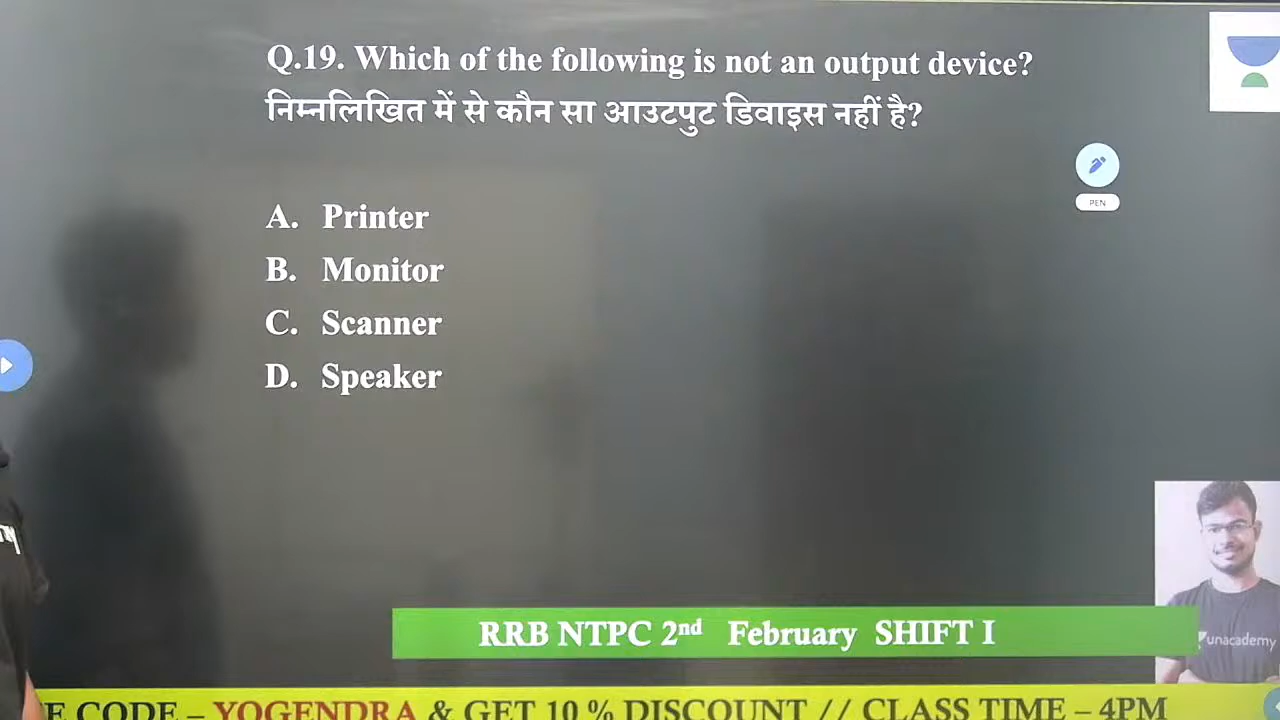 Q.19. Which of the following is not an output device?
निम्नलिखित में से कौन सा आउटपुट डिवाइस नहीं है?
PEN
A. Printer
B. Monitor
C. Scanner
D. Speaker
unacademy
RRB NTPC 2nd February SHIFT I
E CODE – YOGENDRA & GET 10 % DISCOUNT // CLASS TIME – 4PM